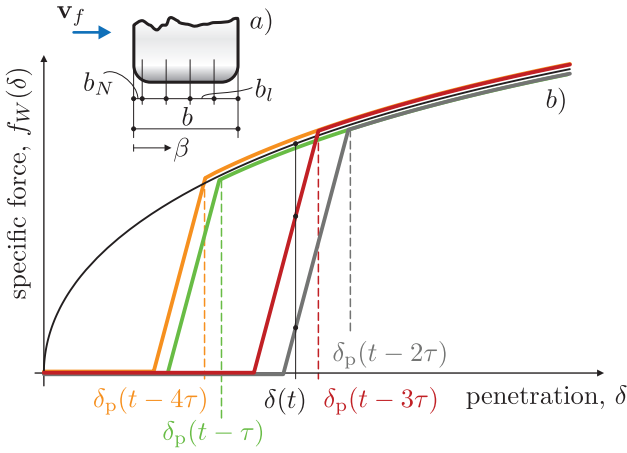 v_f
a)
b_N
b_l
b
β
b)
specific force, f_W(δ)
δ_p(t − 2τ)
δ_p(t − 4τ)
δ(t)
δ_p(t − 3τ)
penetration, δ
δ_p(t − τ)